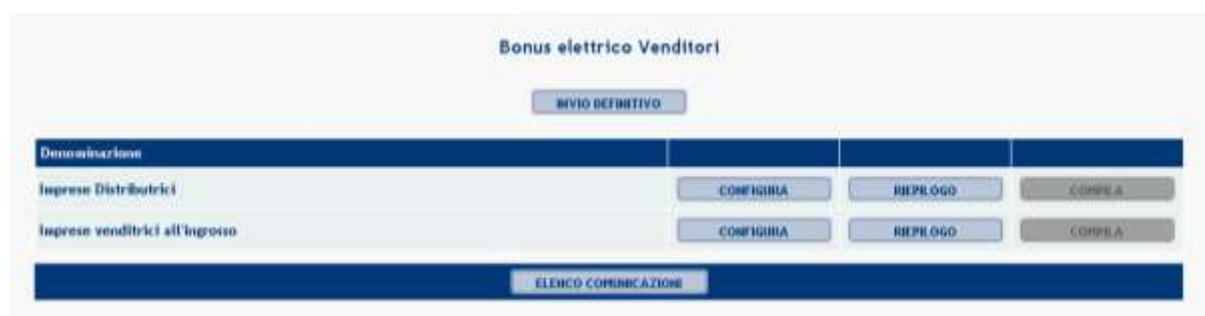 Bonus elettrico Venditori
INVIO DEFINITIVO
Denominazione
Imprese Distributrici CONFIGURA RIEPILOGO COMPILA
Imprese venditrici all'ingrosso CONFIGURA RIEPILOGO COMPILA
ELENCO COMUNICAZIONI